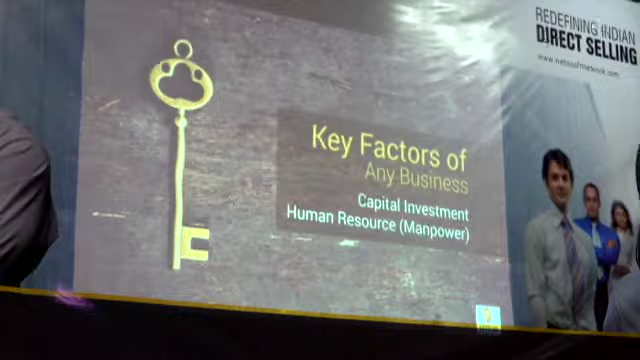 REDEFINING INDIAN
DIRECT SELLING
Key Factors of
Any Business
Capital Investment
Human Resource (Manpower)